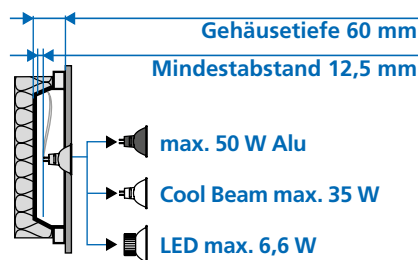 Gehäusetiefe 60 mm
Mindestabstand 12,5 mm
max. 50 W Alu
Cool Beam max. 35 W
LED max. 6,6 W